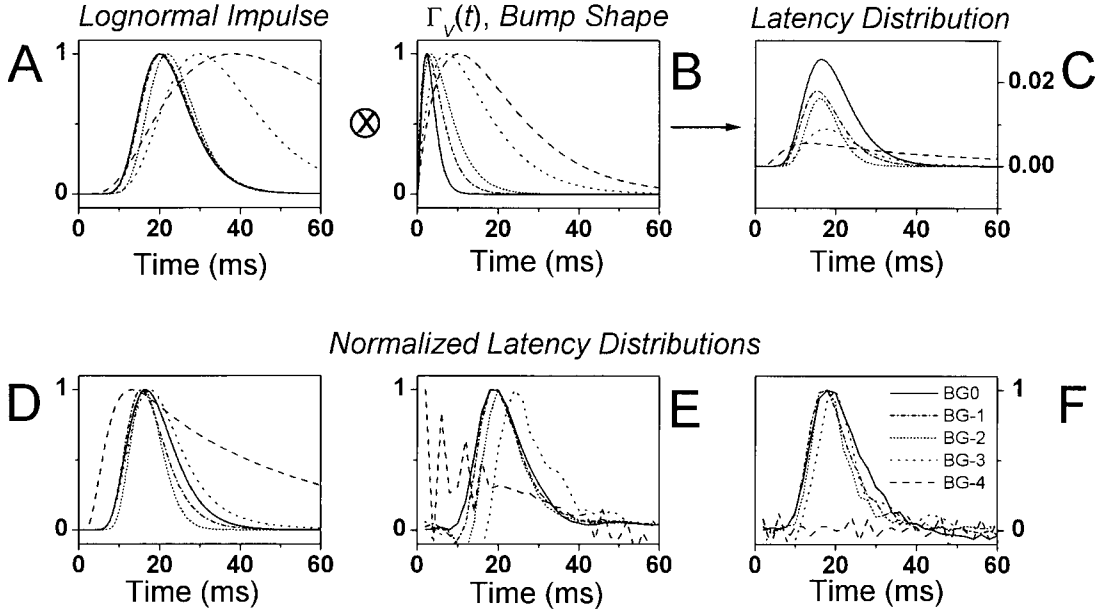 Lognormal Impulse
ΓV(t), Bump Shape
Latency Distribution
A
B
C
1
0
0 20 40 60
Time (ms)
⊗
1
0
0 20 40 60
Time (ms)
0.02
0.00
0 20 40 60
Time (ms)
Normalized Latency Distributions
D
E
F
1
0
0 20 40 60
Time (ms)
1
0
0 20 40 60
Time (ms)
BG0
BG-1
BG-2
BG-3
BG-4
1
0
0 20 40 60
Time (ms)